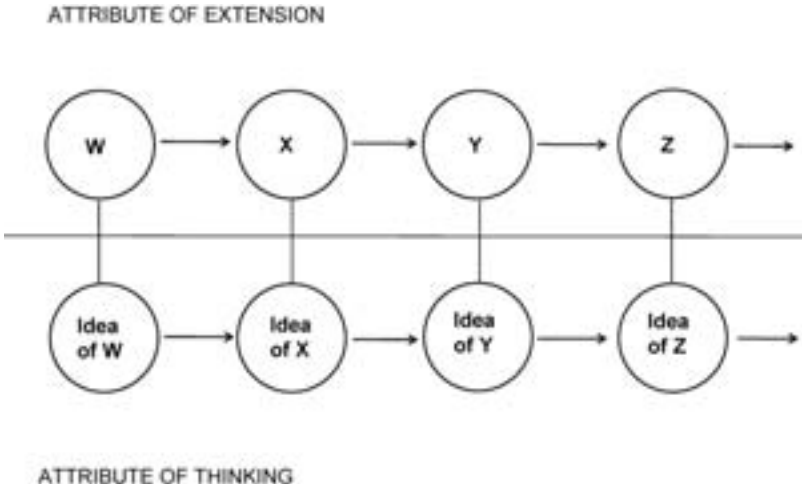 ATTRIBUTE OF EXTENSION
W
X
Y
Z
Idea
of W
Idea
of X
Idea
of Y
Idea
of Z
ATTRIBUTE OF THINKING